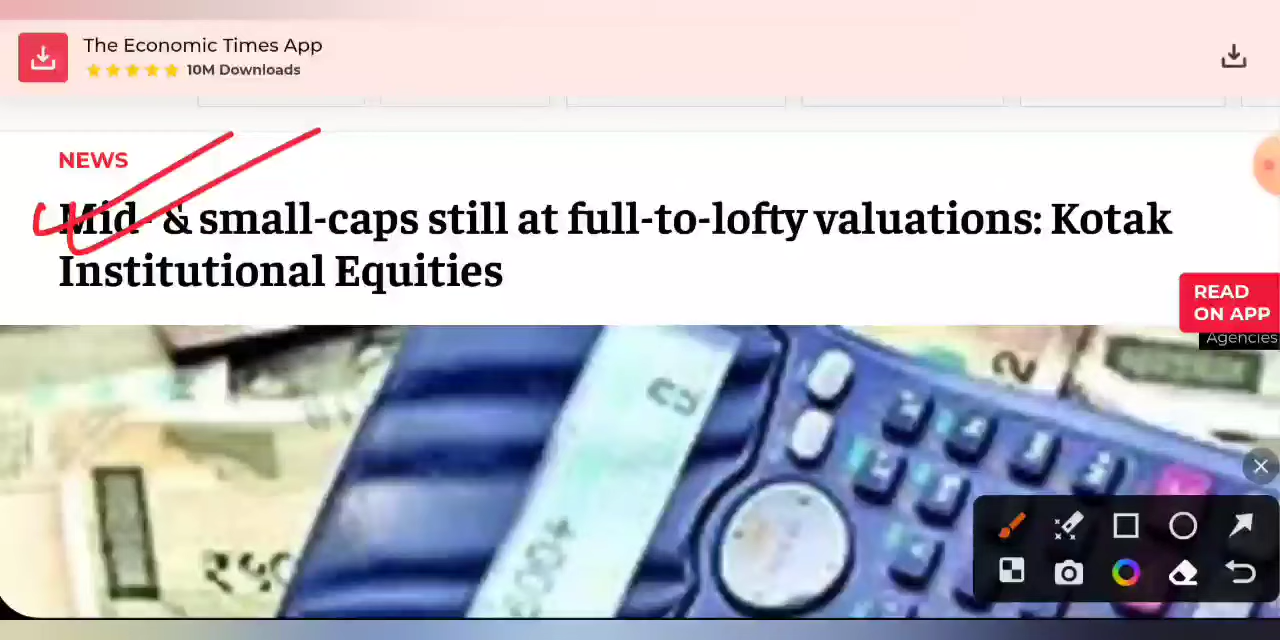 The Economic Times App
10M Downloads
NEWS
Mid- & small-caps still at full-to-lofty valuations: Kotak
Institutional Equities
READ
ON APP
Agencies